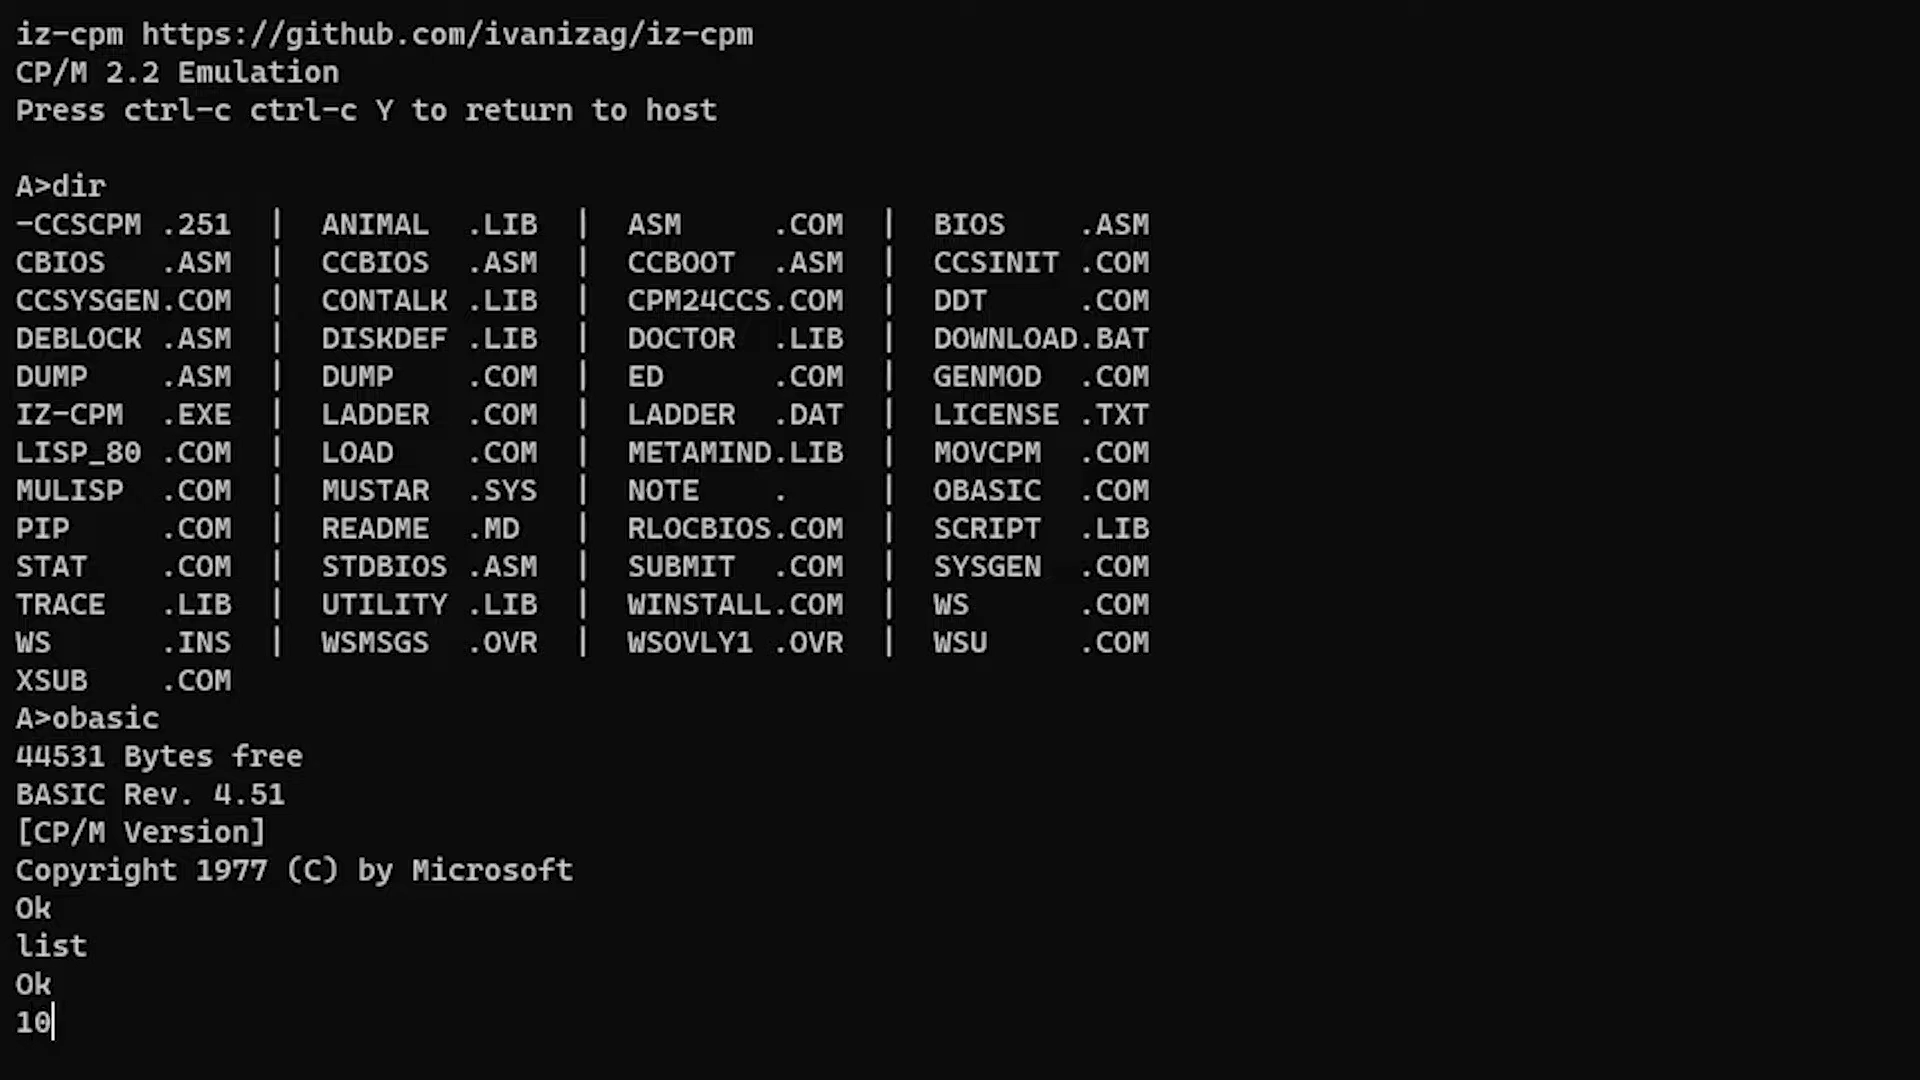 iz-cpm https://github.com/ivanizag/iz-cpm
CP/M 2.2 Emulation
Press ctrl-c ctrl-c Y to return to host
A>dir
-CCSCPM .251  |  ANIMAL  .LIB  |  ASM     .COM  |  BIOS    .ASM
CBIOS   .ASM  |  CCBIOS  .ASM  |  CCBOOT  .ASM  |  CCSINIT .COM
CCSYSGEN.COM  |  CONTALK .LIB  |  CPM24CCS.COM  |  DDT     .COM
DEBLOCK .ASM  |  DISKDEF .LIB  |  DOCTOR  .LIB  |  DOWNLOAD.BAT
DUMP    .ASM  |  DUMP    .COM  |  ED      .COM  |  GENMOD  .COM
IZ-CPM  .EXE  |  LADDER  .COM  |  LADDER  .DAT  |  LICENSE .TXT
LISP_80 .COM  |  LOAD    .COM  |  METAMIND.LIB  |  MOVCPM  .COM
MULISP  .COM  |  MUSTAR  .SYS  |  NOTE    .     |  OBASIC  .COM
PIP     .COM  |  README  .MD   |  RLOCBIOS.COM  |  SCRIPT  .LIB
STAT    .COM  |  STDBIOS .ASM  |  SUBMIT  .COM  |  SYSGEN  .COM
TRACE   .LIB  |  UTILITY .LIB  |  WINSTALL.COM  |  WS      .COM
WS      .INS  |  WSMSGS  .OVR  |  WSOVLY1 .OVR  |  WSU     .COM
XSUB    .COM
A>obasic
44531 Bytes free
BASIC Rev. 4.51
[CP/M Version]
Copyright 1977 (C) by Microsoft
Ok
list
Ok
10